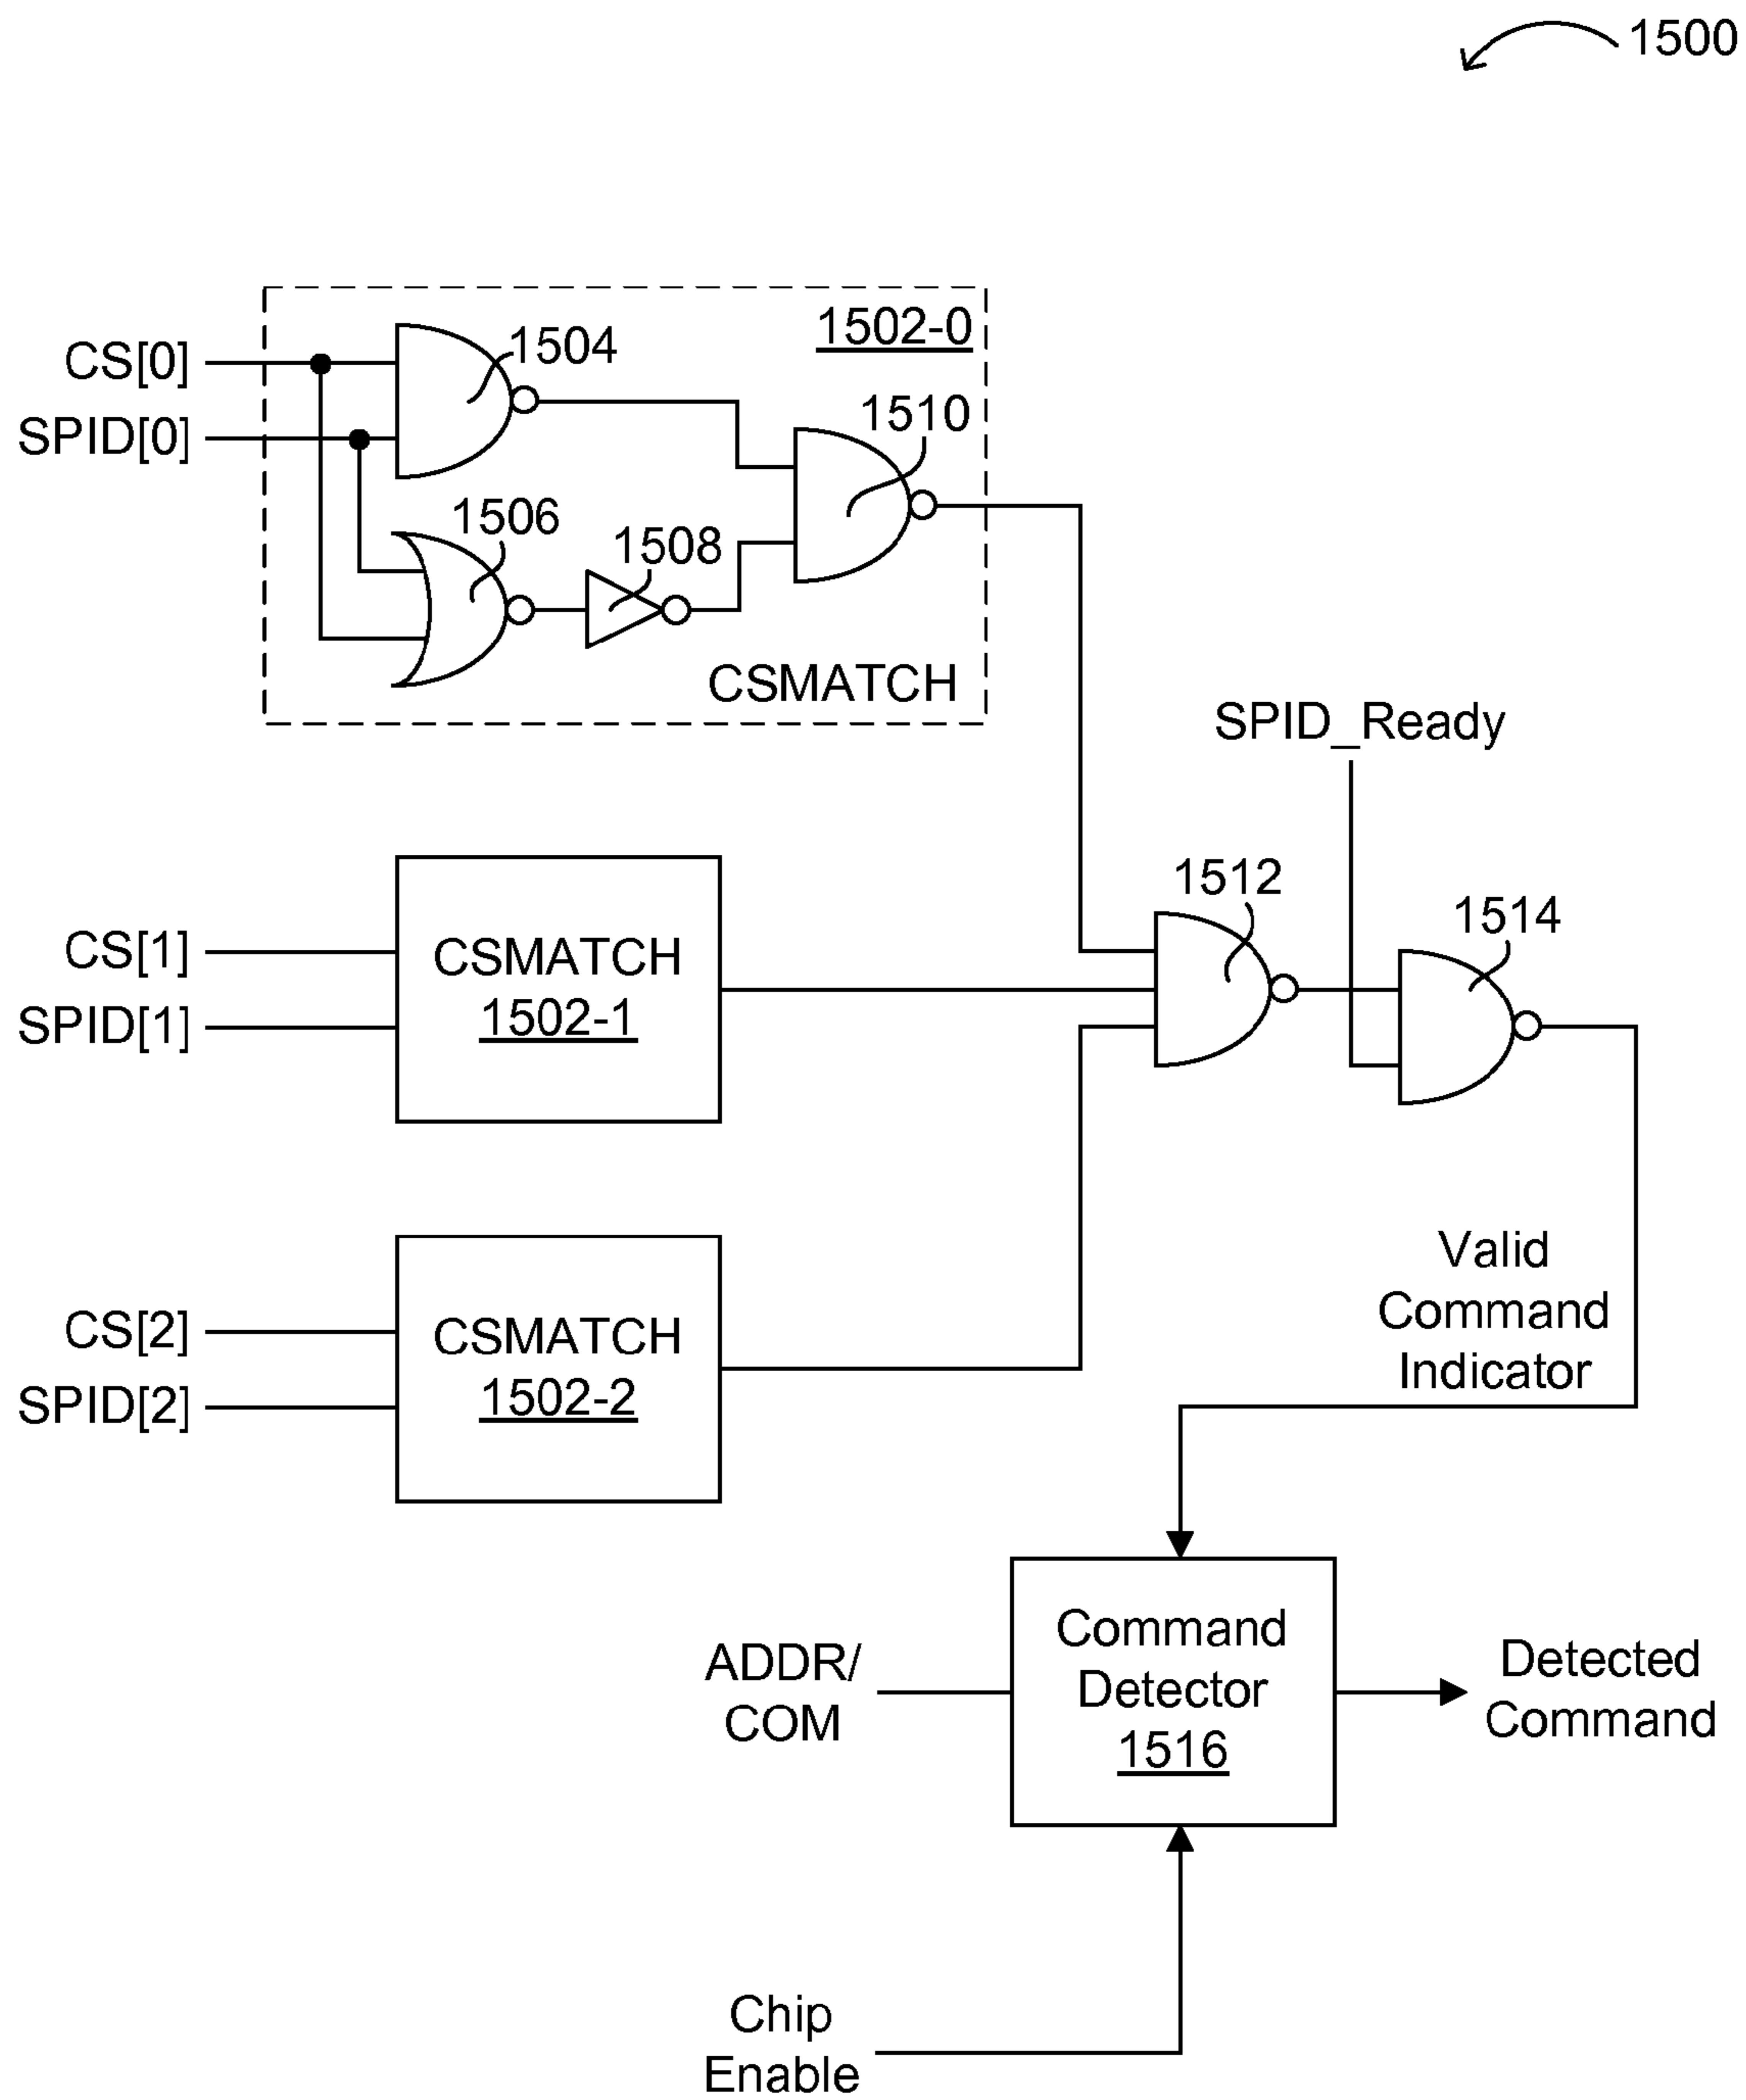 1500
1502-0
CS[0]
1504
SPID[0]
1510
1506
1508
CSMATCH
SPID_Ready
1512
1514
CS[1]
CSMATCH
SPID[1]
1502-1
Valid
Command
Indicator
CS[2]
CSMATCH
SPID[2]
1502-2
Command
Detector
1516
ADDR/
COM
Detected
Command
Chip
Enable